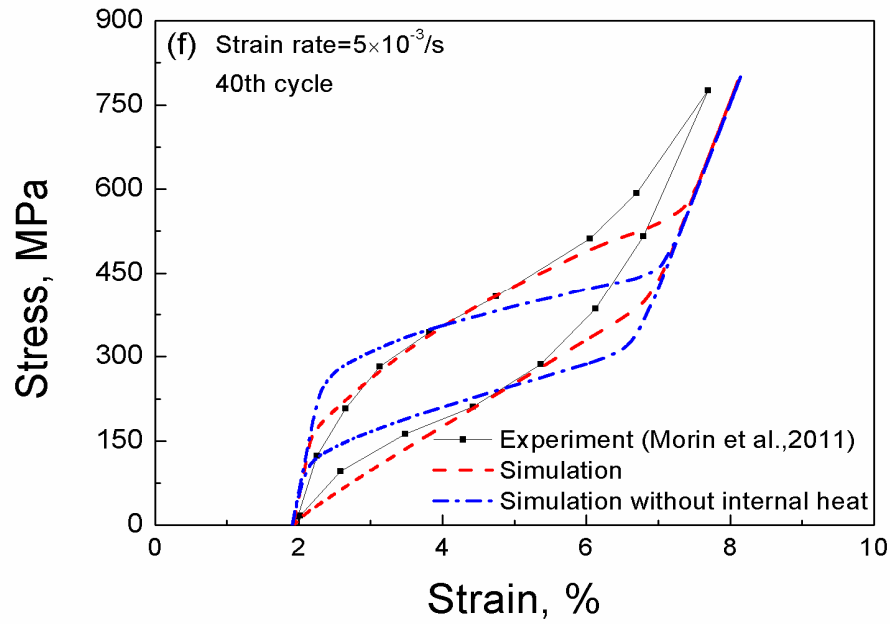 900
(f) Strain rate=5×10⁻³/s
40th cycle
750
600
450
300
150
0
Stress, MPa
Experiment (Morin et al.,2011)
Simulation
Simulation without internal heat
0 2 4 6 8 10
Strain, %